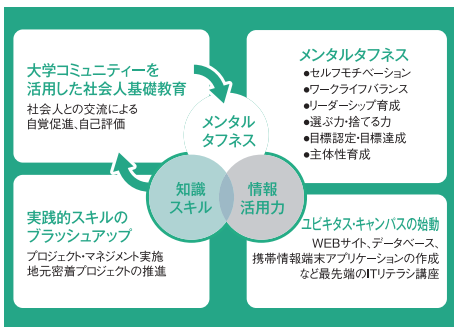 大学コミュニティーを
活用した社会人基礎教育
社会人との交流による
自覚促進、自己評価
メンタルタフネス
●セルフモチベーション
●ワークライフバランス
●リーダーシップ育成
●選ぶ力・捨てる力
●目標認定・目標達成
●主体性育成
メンタル
タフネス
知識
スキル
情報
活用力
実践的スキルの
ブラッシュアップ
プロジェクト・マネジメント実施
地元密着プロジェクトの推進
ユビキタス・キャンパスの始動
WEBサイト、データベース、
携帯情報端末アプリケーションの作成
など最先端のITリテラシ講座